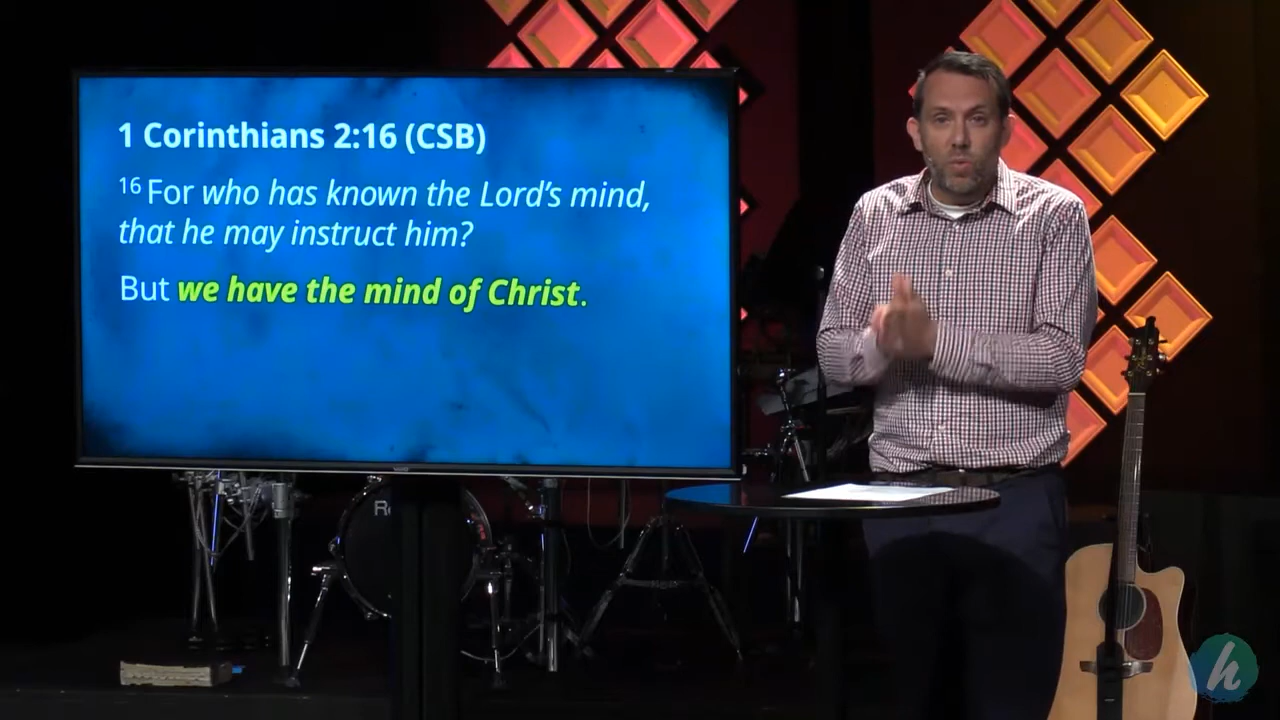 1 Corinthians 2:16 (CSB)
16 For who has known the Lord's mind,
that he may instruct him?
But we have the mind of Christ.
R
h